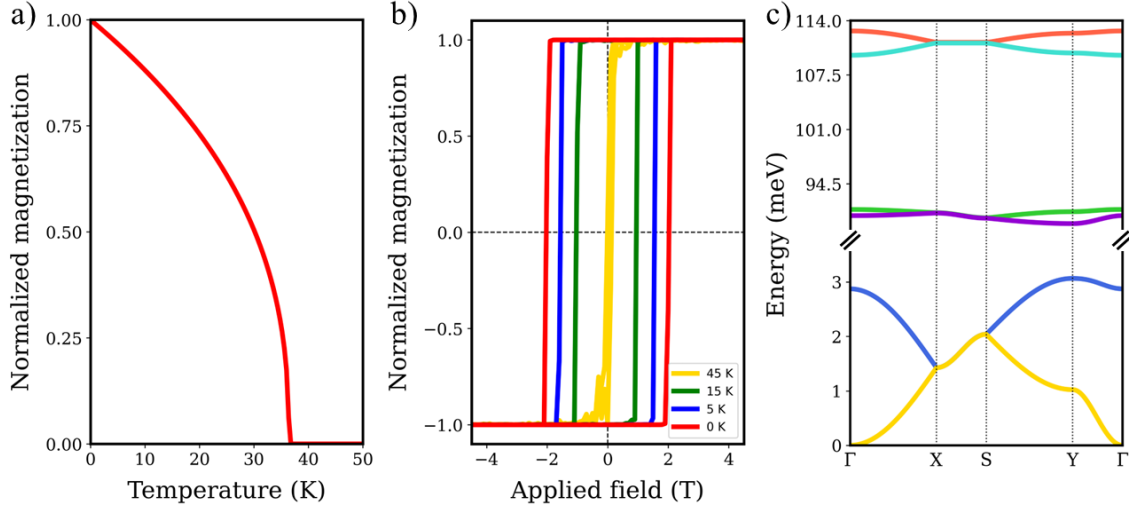 a)
Normalized magnetization
1.00
0.75
0.50
0.25
0.00
0 10 20 30 40 50
Temperature (K)
b)
Normalized magnetization
1.0
0.5
0.0
−0.5
−1.0
45 K
15 K
5 K
0 K
−4 −2 0 2 4
Applied field (T)
c)
Energy (meV)
114.0
107.5
101.0
94.5
3
2
1
0
Γ X S Y Γ